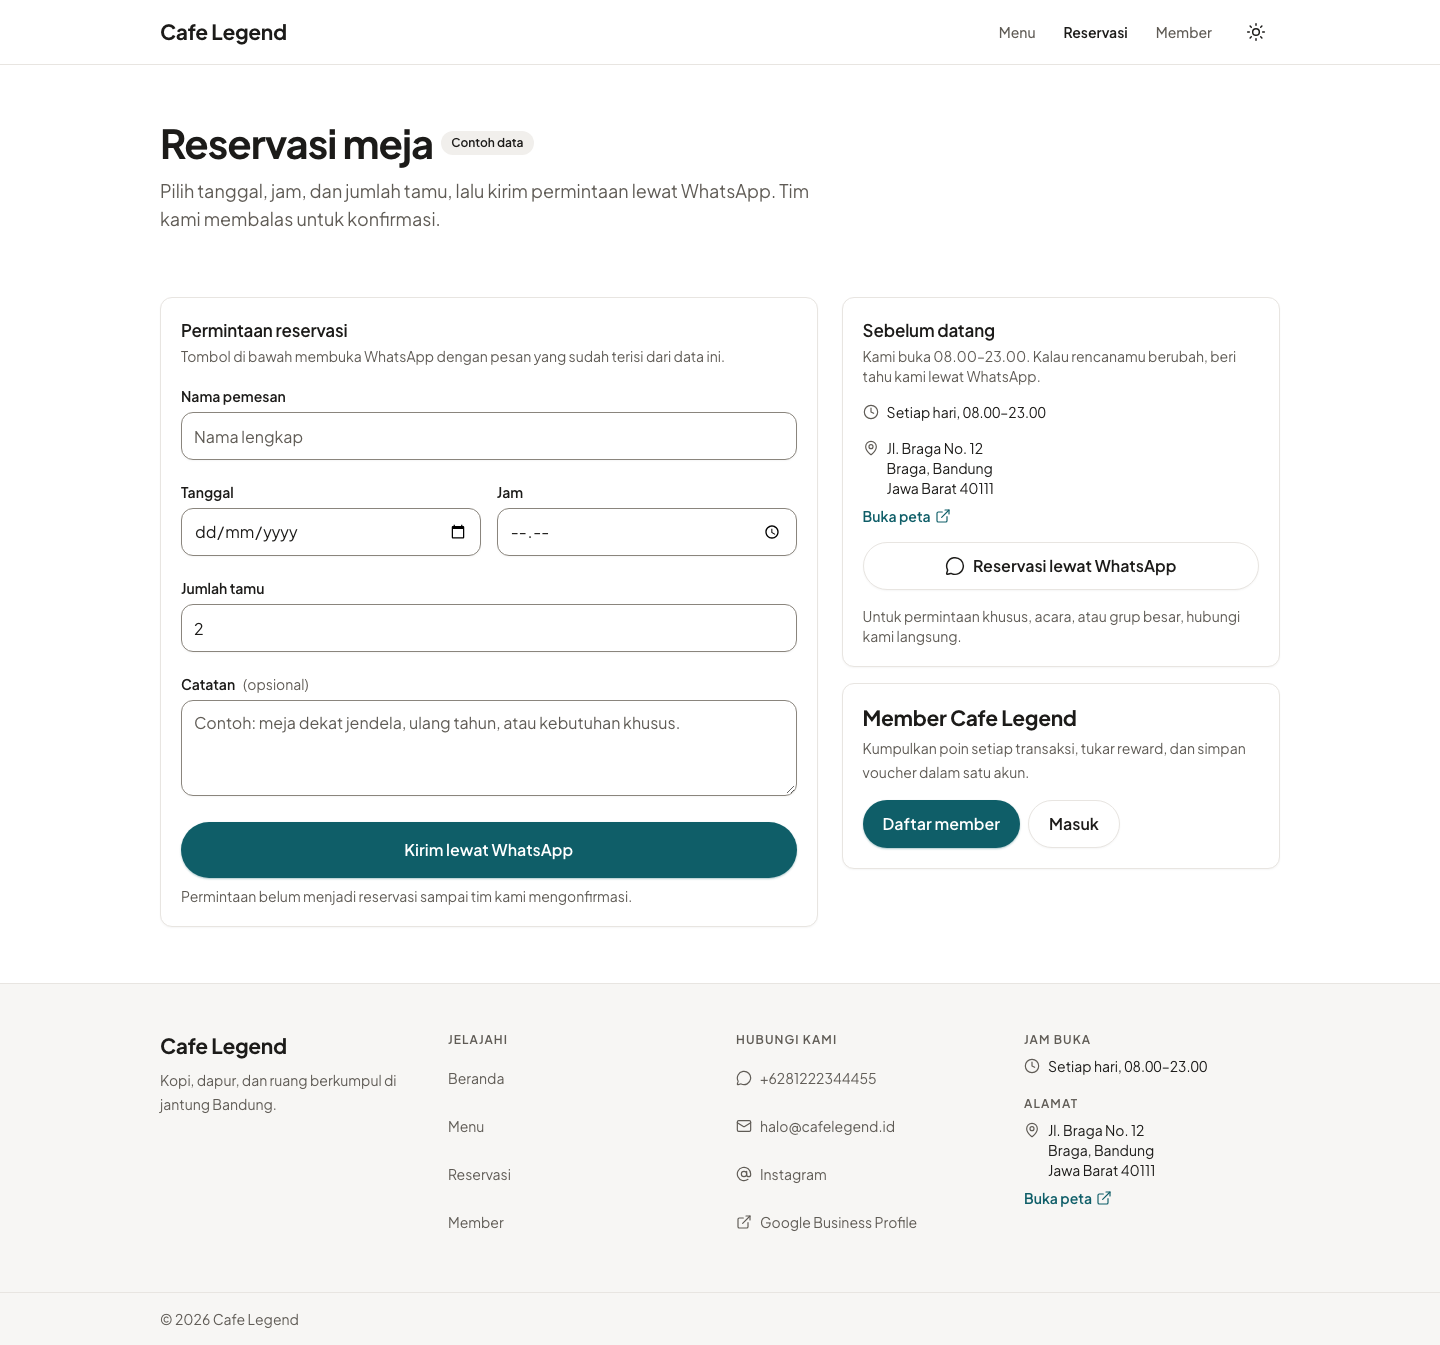 Cafe Legend
Menu
Reservasi
Member
Reservasi meja
Contoh data
Pilih tanggal, jam, dan jumlah tamu, lalu kirim permintaan lewat WhatsApp. Tim
kami membalas untuk konfirmasi.
Permintaan reservasi
Tombol di bawah membuka WhatsApp dengan pesan yang sudah terisi dari data ini.
Nama pemesan
Nama lengkap
Tanggal
dd/mm/yyyy
Jam
--.--
Jumlah tamu
2
Catatan (opsional)
Contoh: meja dekat jendela, ulang tahun, atau kebutuhan khusus.
Kirim lewat WhatsApp
Permintaan belum menjadi reservasi sampai tim kami mengonfirmasi.
Sebelum datang
Kami buka 08.00–23.00. Kalau rencanamu berubah, beri
tahu kami lewat WhatsApp.
Setiap hari, 08.00–23.00
Jl. Braga No. 12
Braga, Bandung
Jawa Barat 40111
Buka peta
Reservasi lewat WhatsApp
Untuk permintaan khusus, acara, atau grup besar, hubungi
kami langsung.
Member Cafe Legend
Kumpulkan poin setiap transaksi, tukar reward, dan simpan
voucher dalam satu akun.
Daftar member
Masuk
Cafe Legend
Kopi, dapur, dan ruang berkumpul di
jantung Bandung.
JELAJAHI
Beranda
Menu
Reservasi
Member
HUBUNGI KAMI
+6281222344455
halo@cafelegend.id
Instagram
Google Business Profile
JAM BUKA
Setiap hari, 08.00–23.00
ALAMAT
Jl. Braga No. 12
Braga, Bandung
Jawa Barat 40111
Buka peta
© 2026 Cafe Legend